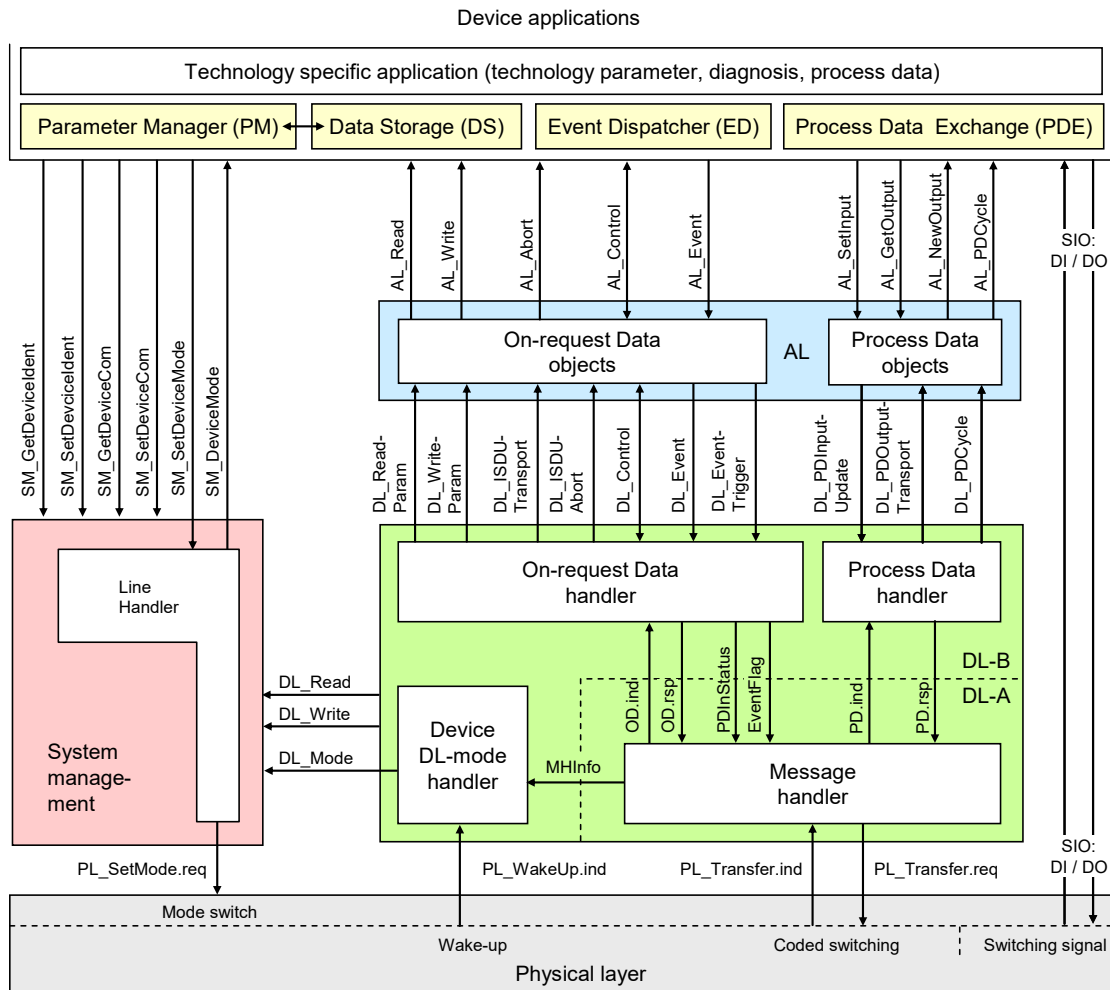 Device applications
Technology specific application (technology parameter, diagnosis, process data)
Parameter Manager (PM)
Data Storage (DS)
Event Dispatcher (ED)
Process Data Exchange (PDE)
SM_GetDeviceIdent
SM_SetDevciceIdent
SM_GetDeviceCom
SM_SetDeviceCom
SM_SetDeviceMode
SM_DeviceMode
AL_Read
AL_Write
AL_Abort
AL_Control
AL_Event
AL_SetInput
AL_GetOutput
AL_NewOutput
AL_PDCycle
SIO:
DI / DO
On-request Data
objects
AL
Process Data
objects
DL_Read-
Param
DL_Write-
Param
DL_ISDU-
Transport
DL_ISDU-
Abort
DL_Control
DL_Event
DL_Event-
Trigger
DL_PDInput-
Update
DL_PDOutput-
Transport
DL_PDCycle
Line
Handler
On-request Data
handler
Process Data
handler
OD.ind
OD.rsp
PDInStatus
EventFlag
PD.ind
PD.rsp
DL-B
DL-A
DL_Read
DL_Write
DL_Mode
System
manage-
ment
Device
DL-mode
handler
MHInfo
Message
handler
PL_SetMode.req
PL_WakeUp.ind
PL_Transfer.ind
PL_Transfer.req
SIO:
DI / DO
Mode switch
Wake-up
Coded switching
Switching signal
Physical layer